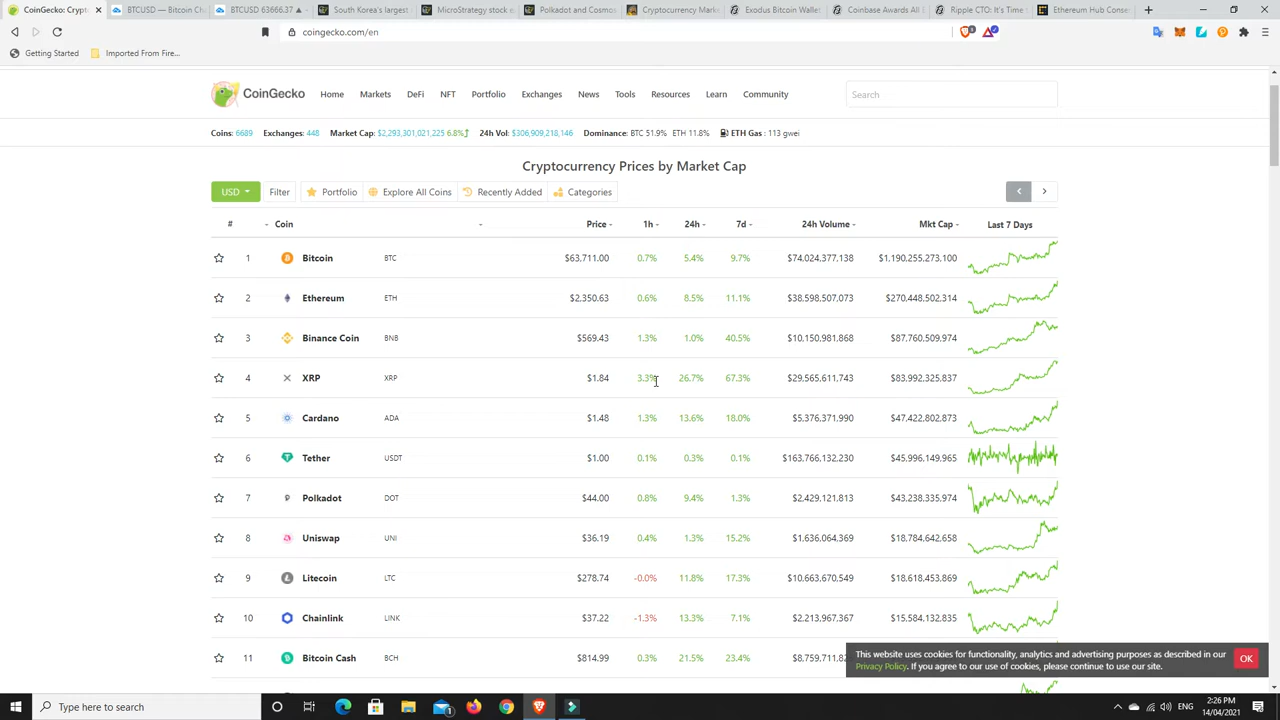 CoinGecko: Crypto
BTCUSD — Bitcoin Ch
BTCUSD 63666.37
South Korea's largest
MicroStrategy stock o
Polkadot and Cosmos
Cryptocurrency Mark
Exodus Bitcoin Walle
Coinbase Awards All
Ripple CTO: It's Time
Ethereum Hub Conse
coingecko.com/en
Getting Started
Imported From Fire...
CoinGecko Home Markets DeFi NFT Portfolio Exchanges News Tools Resources Learn Community Search...
Coins: 6689 Exchanges: 448 Market Cap: $2,293,301,021,225 6.8% 24h Vol: $306,909,218,146 Dominance: BTC 51.9% ETH 11.8% ETH Gas : 113 gwei
Cryptocurrency Prices by Market Cap
USD Filter Portfolio Explore All Coins Recently Added Categories
# Coin Price 1h 24h 7d 24h Volume Mkt Cap Last 7 Days
1 Bitcoin BTC $63,711.00 0.7% 5.4% 9.7% $74,024,377,138 $1,190,255,273,100
2 Ethereum ETH $2,350.63 0.6% 8.5% 11.1% $38,598,507,073 $270,448,502,314
3 Binance Coin BNB $569.43 1.3% 1.0% 40.5% $10,150,981,868 $87,760,509,974
4 XRP XRP $1.84 3.3% 26.7% 67.3% $29,565,611,743 $83,992,325,837
5 Cardano ADA $1.48 1.3% 13.6% 18.0% $5,376,371,990 $47,422,802,873
6 Tether USDT $1.00 0.1% 0.3% 0.1% $163,766,132,230 $45,996,149,965
7 Polkadot DOT $44.00 0.8% 9.4% 1.3% $2,429,121,813 $43,238,335,974
8 Uniswap UNI $36.19 0.4% 1.3% 15.2% $1,636,064,369 $18,784,642,658
9 Litecoin LTC $278.74 -0.0% 11.8% 17.3% $10,663,670,549 $18,618,453,869
10 Chainlink LINK $37.22 -1.3% 13.3% 7.1% $2,213,967,367 $15,584,132,835
11 Bitcoin Cash BCH $814.99 0.3% 21.5% 23.4%
This website uses cookies for functionality, analytics and advertising purposes as described in our
Privacy Policy. If you agree to our use of cookies, please continue to use our site.
OK
Type here to search
ENG
2:26 PM
14/04/2021